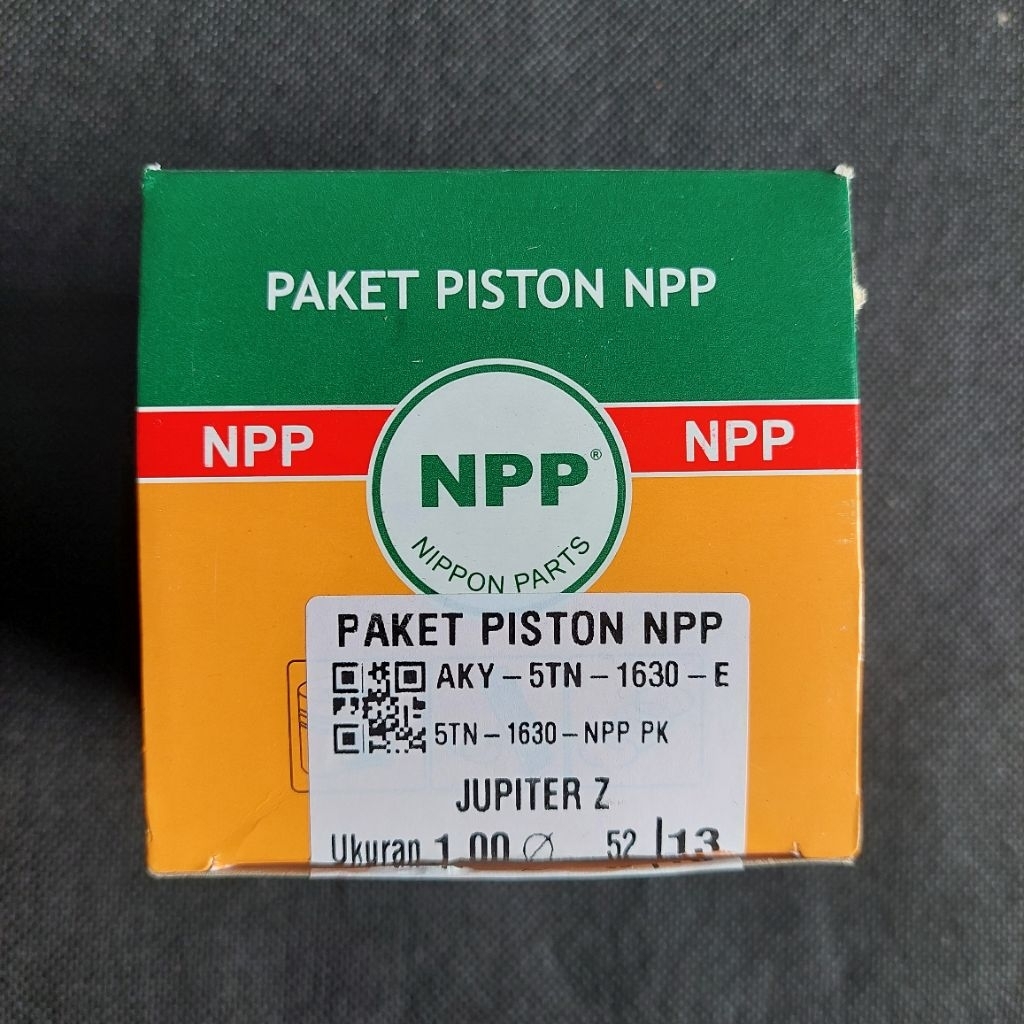 PAKET PISTON NPP
NPP
NPP®
NPP
NIPPON PARTS
PAKET PISTON NPP
AKY-5TN-1630-E
5TN-1630-NPP PK
JUPITER Z
Ukuran 1.00 ∅ 52 /13